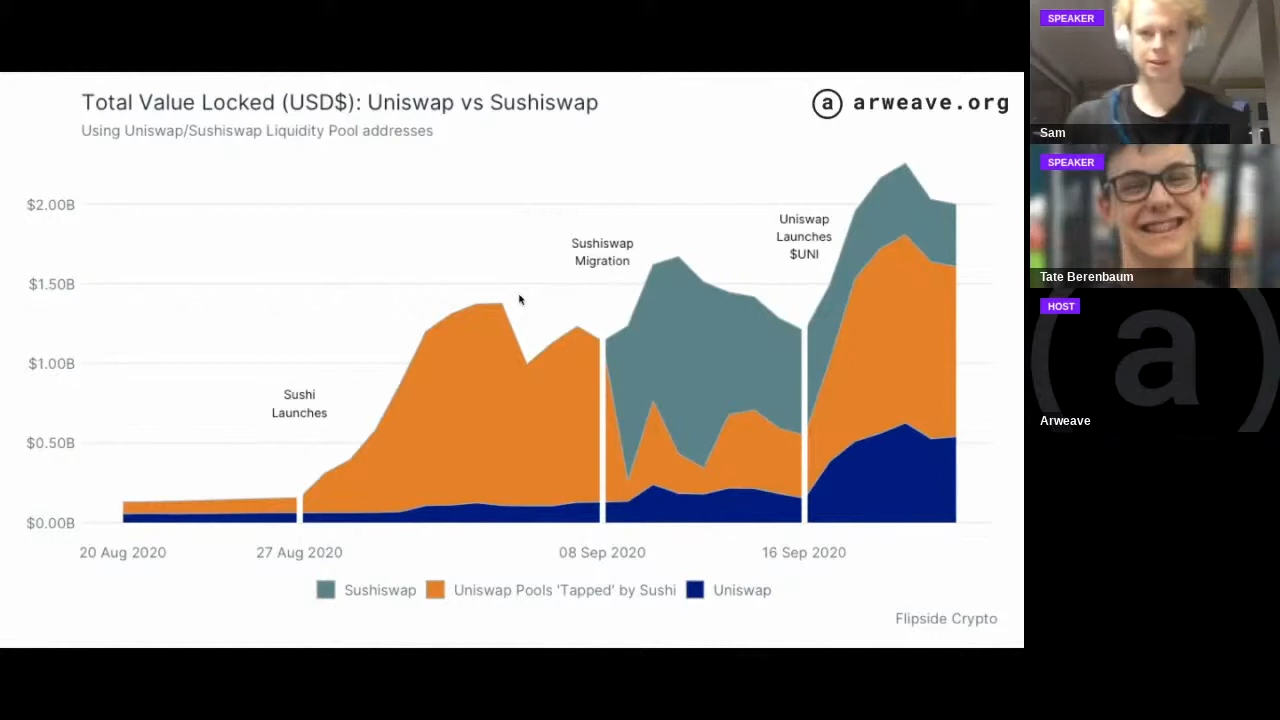 Total Value Locked (USD$): Uniswap vs Sushiswap
Using Uniswap/Sushiswap Liquidity Pool addresses
a arweave.org
$2.00B
$1.50B
$1.00B
$0.50B
$0.00B
Sushi
Launches
Sushiswap
Migration
Uniswap
Launches
$UNI
20 Aug 2020
27 Aug 2020
08 Sep 2020
16 Sep 2020
Sushiswap
Uniswap Pools 'Tapped' by Sushi
Uniswap
Flipside Crypto
SPEAKER
Sam
SPEAKER
Tate Berenbaum
HOST
a
Arweave